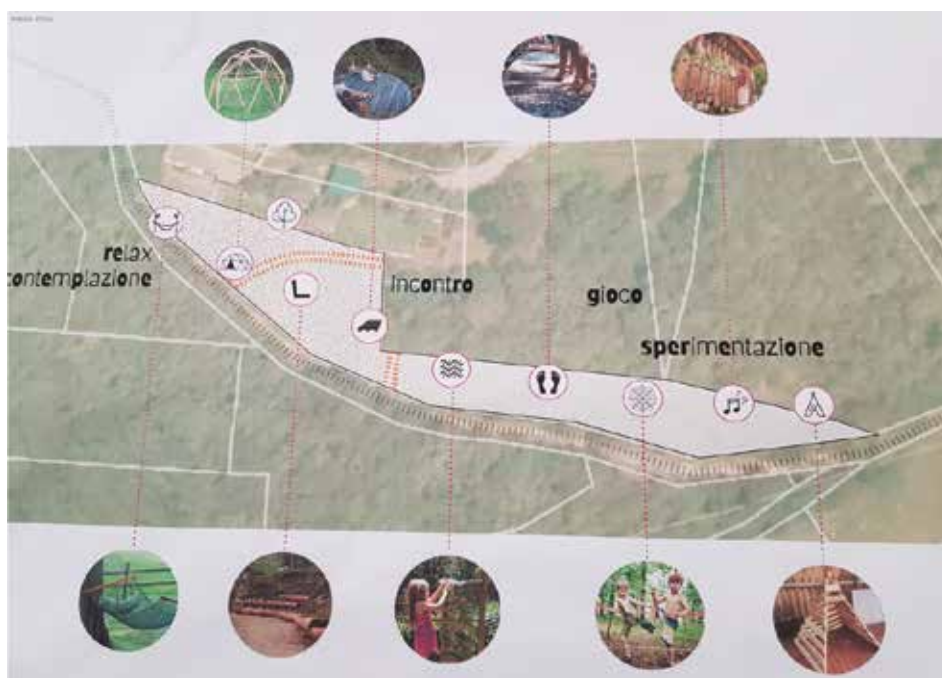 relax
contemplazione
incontro
gioco
sperimentazione